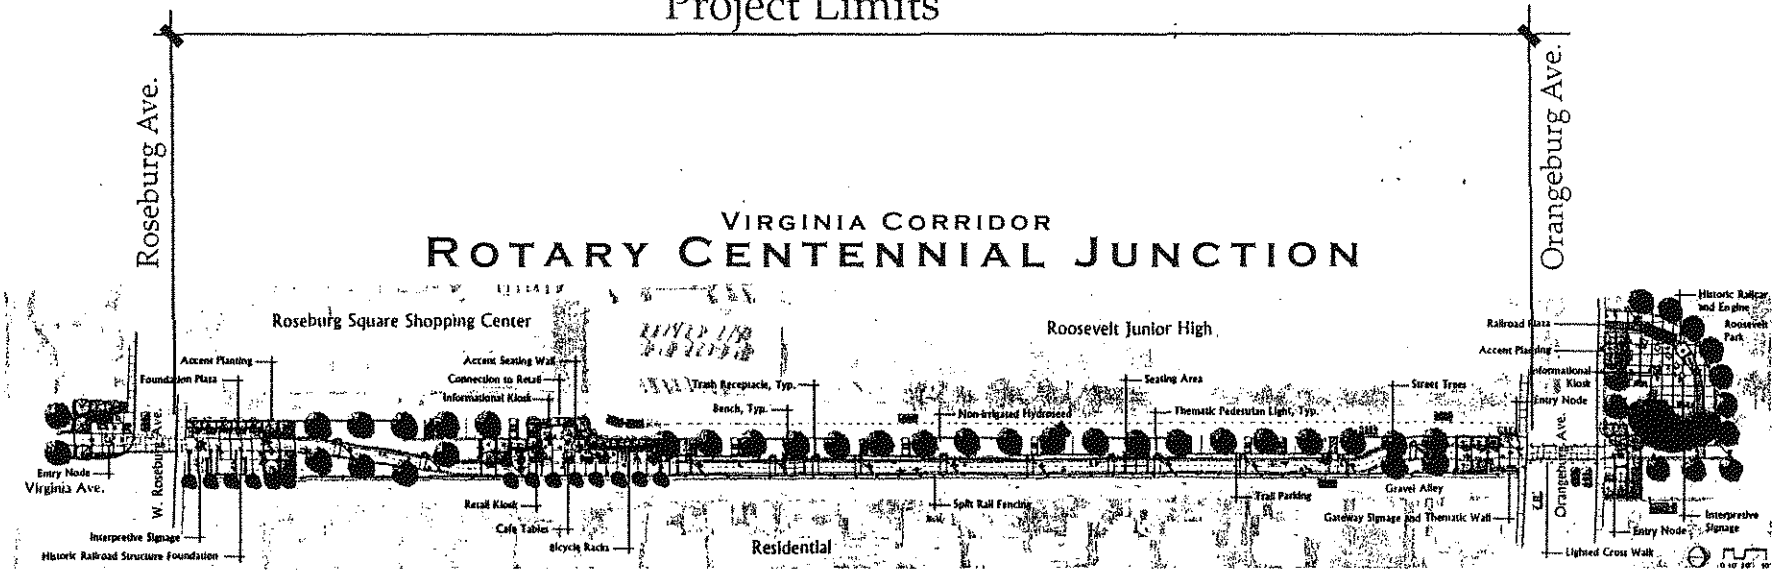 Project Limits
Roseburg Ave.
Orangeburg Ave.
VIRGINIA CORRIDOR
ROTARY CENTENNIAL JUNCTION
Roseburg Square Shopping Center
Roosevelt Junior High
Historic Railcar
and Engine
Railroad Plaza
Roosevelt
Park
Accent Planting
Accent Planting
Accent Seating Wall
Foundation Plaza
Connection to Retail
Informational Kiosk
Trash Receptacle, Typ.
Seating Area
Street Trees
Informational
Kiosk
Bench, Typ.
Non-Irrigated Hydroseed
Thematic Pedestrian Light, Typ.
Entry Node
W. Roseburg Ave.
Orangeburg Ave.
Entry Node
Virginia Ave.
Retail Kiosk
Split Rail Fencing
Trail Parking
Gravel Alley
Cafe Tables
Gateway Signage and Thematic Wall
Interpretive Signage
Bicycle Racks
Residential
Historic Railroad Structure Foundation
Interpretive
Signage
Entry Node
Lighted Cross Walk